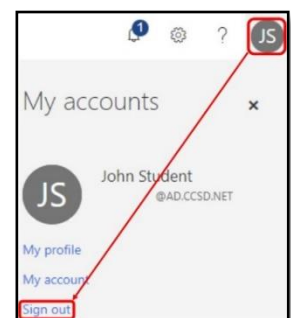 1
? JS
My accounts ×
JS
John Student
@AD.CCSD.NET
My profile
My account
Sign out